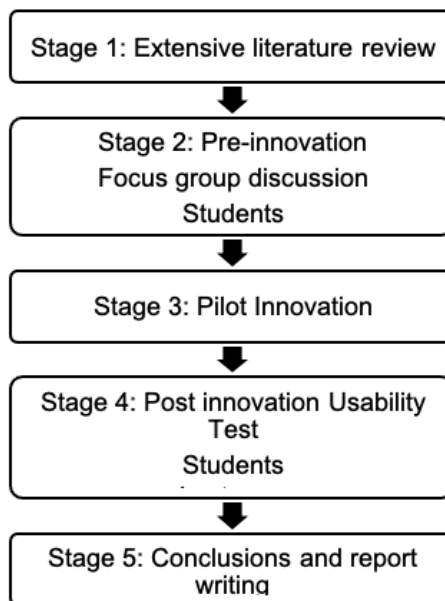 Stage 1: Extensive literature review
Stage 2: Pre-innovation
Focus group discussion
Students
Stage 3: Pilot Innovation
Stage 4: Post innovation Usability
Test
Students
Stage 5: Conclusions and report
writing